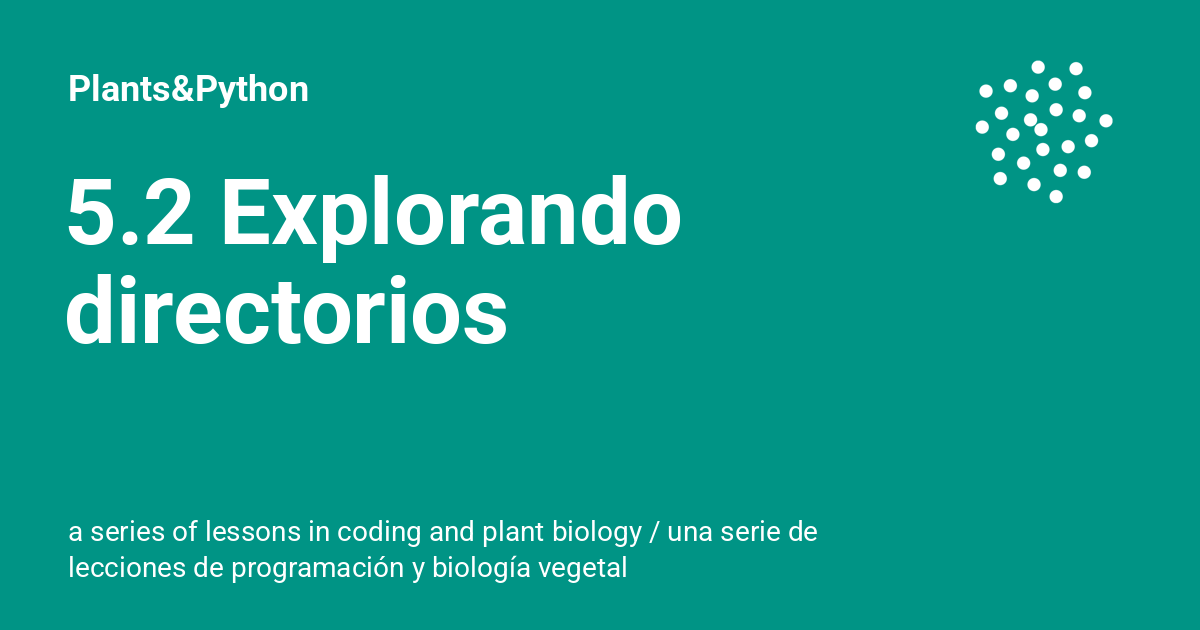 Plants&Python
5.2 Explorando
directorios
a series of lessons in coding and plant biology / una serie de
lecciones de programación y biología vegetal